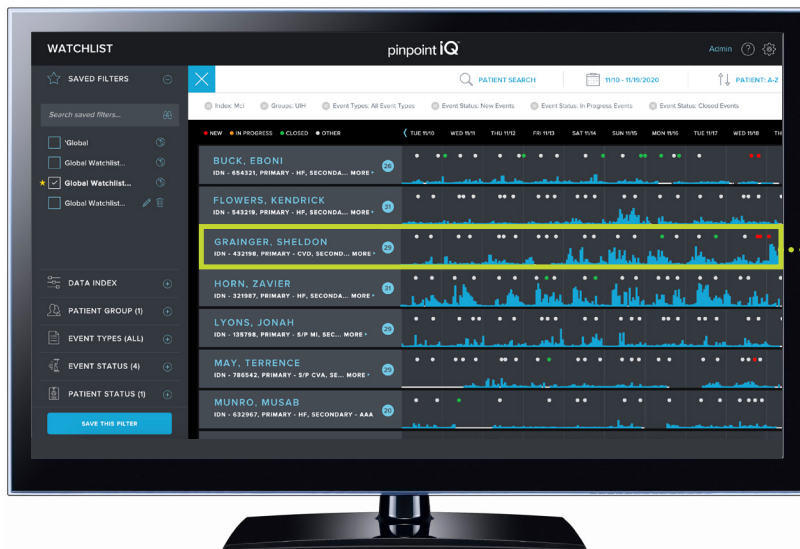 WATCHLIST
pinpoint iQ
Admin
SAVED FILTERS
PATIENT SEARCH
11/10 - 11/19/2020
PATIENT: A-Z
Search saved filters...
Index: Mci
Groups: UIH
Event Types: All Event Types
Event Status: New Events
Event Status: In Progress Events
Event Status: Closed Events
'Global
Global Watchlist...
Global Watchlist...
Global Watchlist...
NEW IN PROGRESS CLOSED OTHER
TUE 11/10 WED 11/11 THU 11/12 FRI 11/13 SAT 11/14 SUN 11/15 MON 11/16 TUE 11/17 WED 11/18 TH
BUCK, EBONI
IDN - 654321, PRIMARY - HF, SECONDA... MORE
26
FLOWERS, KENDRICK
IDN - 543219, PRIMARY - HF, SECONDA... MORE
31
GRAINGER, SHELDON
IDN - 432198, PRIMARY - CVD, SECOND... MORE
29
HORN, ZAVIER
IDN - 321987, PRIMARY - HF, SECONDA... MORE
31
LYONS, JONAH
IDN - 135798, PRIMARY - S/P MI, SEC... MORE
29
MAY, TERRENCE
IDN - 786542, PRIMARY - S/P CVA, SE... MORE
29
MUNRO, MUSAB
IDN - 632967, PRIMARY - HF, SECONDARY - AAA
20
DATA INDEX
PATIENT GROUP (1)
EVENT TYPES (ALL)
EVENT STATUS (4)
PATIENT STATUS (1)
SAVE THIS FILTER